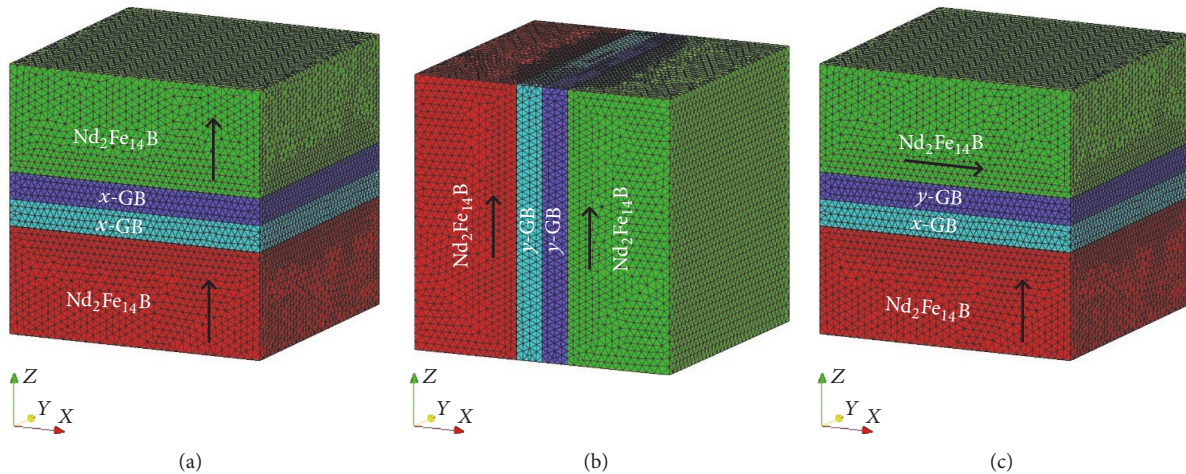 Nd₂Fe₁₄B
x-GB
x-GB
Nd₂Fe₁₄B
Z
Y
X
(a)
Nd₂Fe₁₄B
y-GB
y-GB
Nd₂Fe₁₄B
Z
Y
X
(b)
Nd₂Fe₁₄B
y-GB
x-GB
Nd₂Fe₁₄B
Z
Y
X
(c)